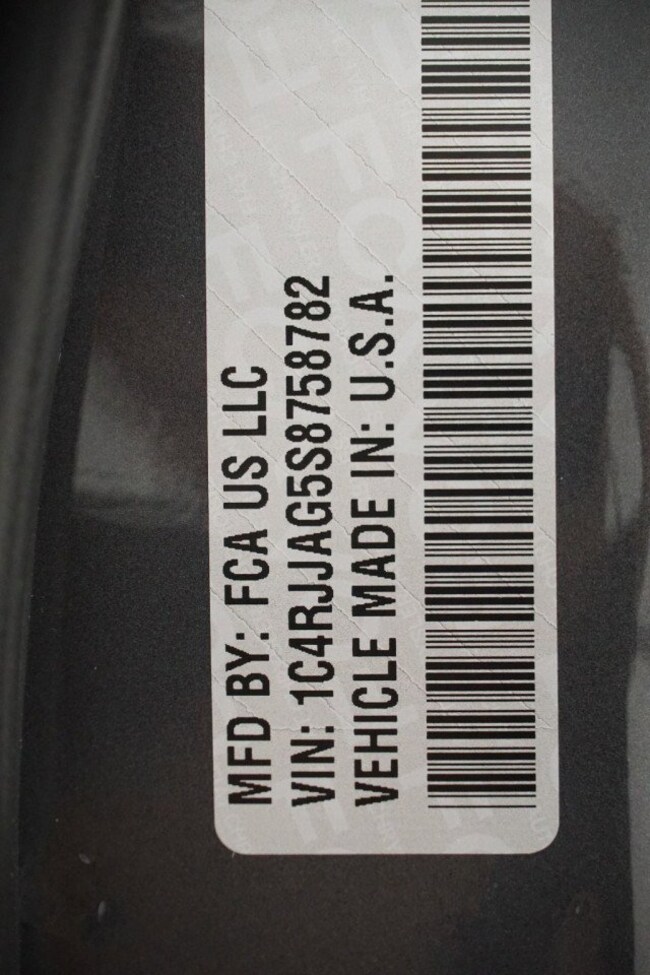 MFD BY: FCA US LLC
VIN: 1C4RJJAG5S8758782
VEHICLE MADE IN: U.S.A.